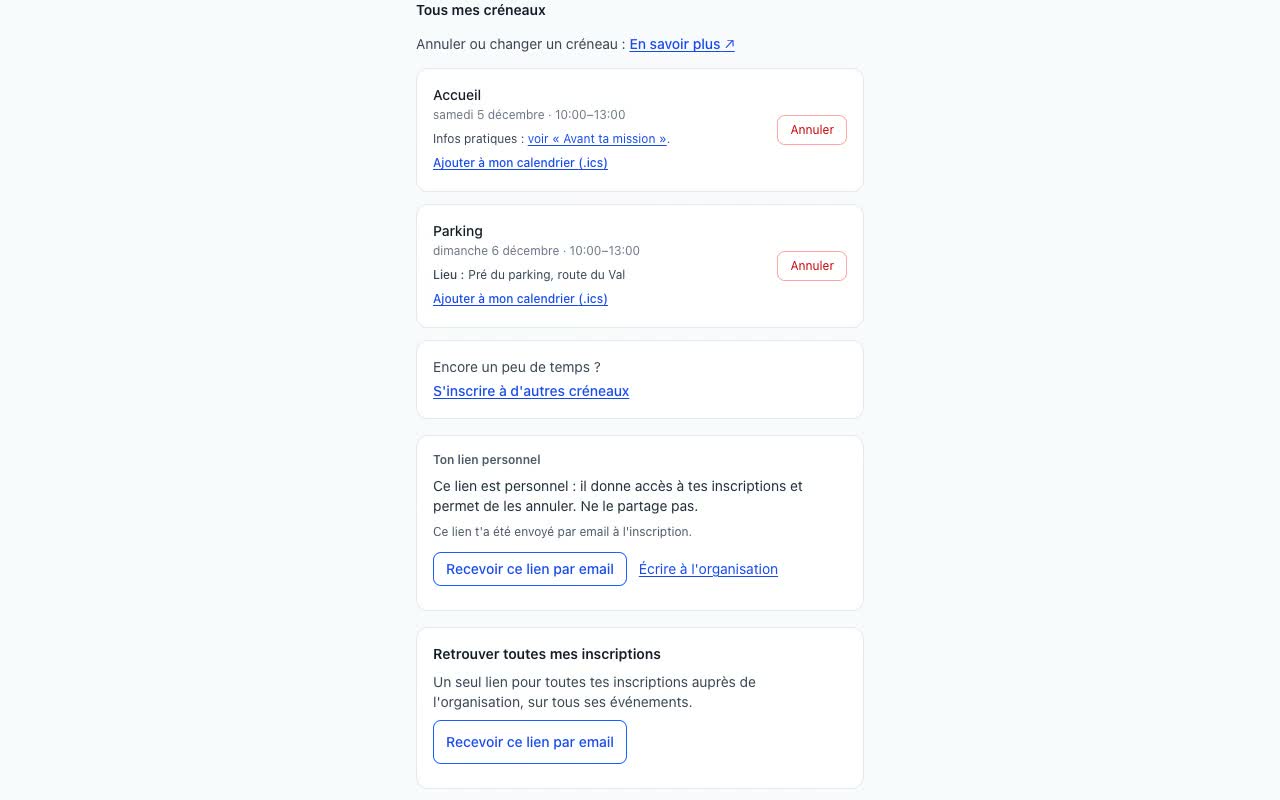 Tous mes créneaux
Annuler ou changer un créneau : En savoir plus ↗
Accueil
samedi 5 décembre · 10:00–13:00
Infos pratiques : voir « Avant ta mission ».
Ajouter à mon calendrier (.ics)
Annuler
Parking
dimanche 6 décembre · 10:00–13:00
Lieu : Pré du parking, route du Val
Ajouter à mon calendrier (.ics)
Annuler
Encore un peu de temps ?
S'inscrire à d'autres créneaux
Ton lien personnel
Ce lien est personnel : il donne accès à tes inscriptions et
permet de les annuler. Ne le partage pas.
Ce lien t'a été envoyé par email à l'inscription.
Recevoir ce lien par email
Écrire à l'organisation
Retrouver toutes mes inscriptions
Un seul lien pour toutes tes inscriptions auprès de
l'organisation, sur tous ses événements.
Recevoir ce lien par email